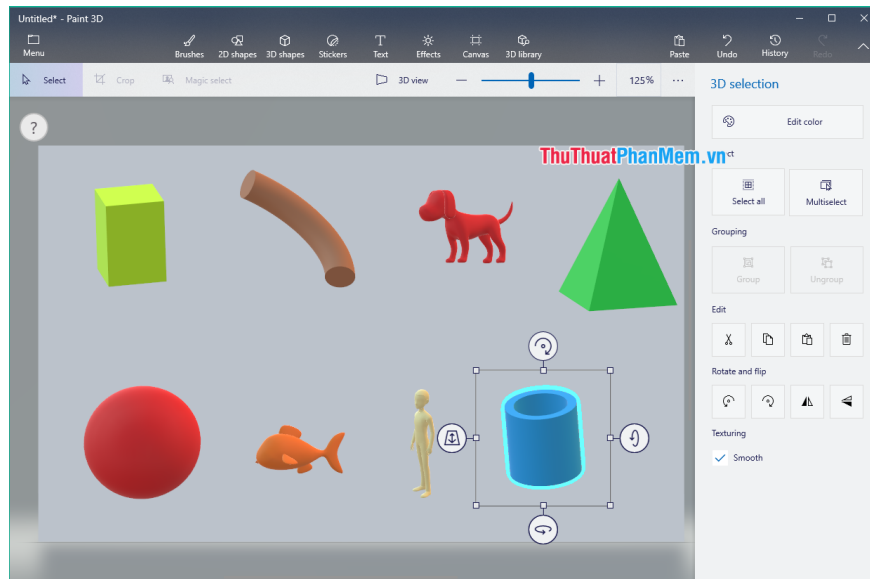 Untitled* - Paint 3D
Menu
Brushes
2D shapes
3D shapes
Stickers
Text
Effects
Canvas
3D library
Paste
Undo
History
Redo
Select
Crop
Magic select
3D view
125%
3D selection
?
Edit color
ThuThuatPhanMem.vn
Select all
Multiselect
Grouping
Group
Ungroup
Edit
Rotate and flip
Texturing
Smooth